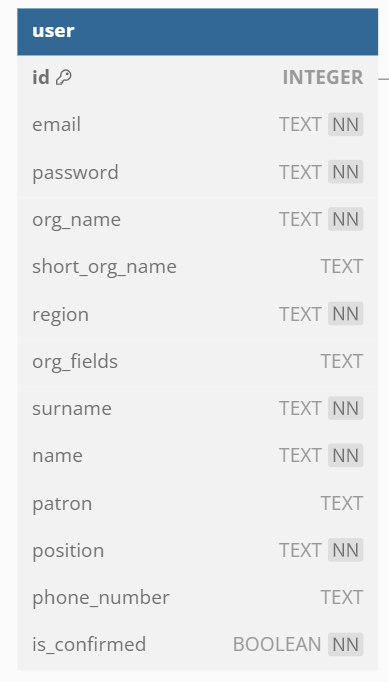 user
id INTEGER
email TEXT NN
password TEXT NN
org_name TEXT NN
short_org_name TEXT
region TEXT NN
org_fields TEXT
surname TEXT NN
name TEXT NN
patron TEXT
position TEXT NN
phone_number TEXT
is_confirmed BOOLEAN NN